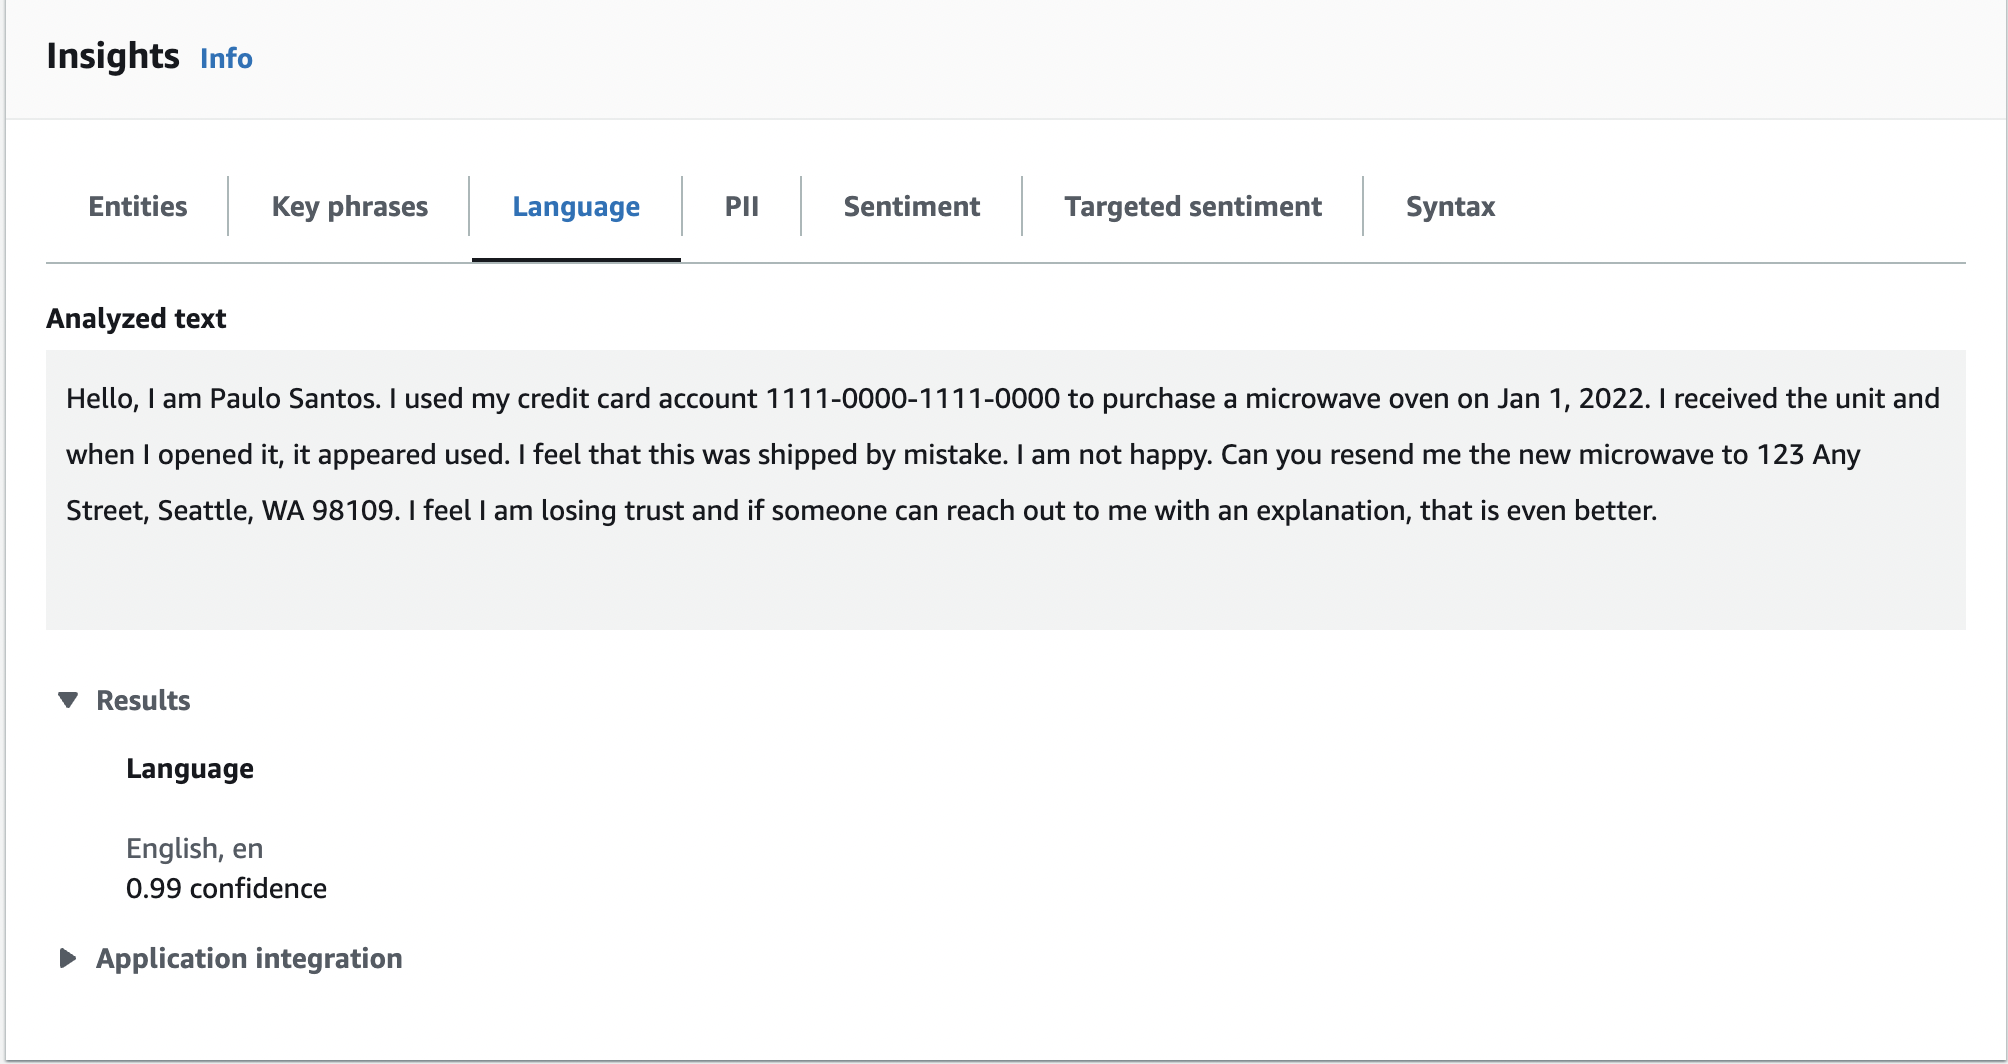 Insights Info
Entities
Key phrases
Language
PII
Sentiment
Targeted sentiment
Syntax
Analyzed text
Hello, I am Paulo Santos. I used my credit card account 1111-0000-1111-0000 to purchase a microwave oven on Jan 1, 2022. I received the unit and
when I opened it, it appeared used. I feel that this was shipped by mistake. I am not happy. Can you resend me the new microwave to 123 Any
Street, Seattle, WA 98109. I feel I am losing trust and if someone can reach out to me with an explanation, that is even better.
Results
Language
English, en
0.99 confidence
Application integration